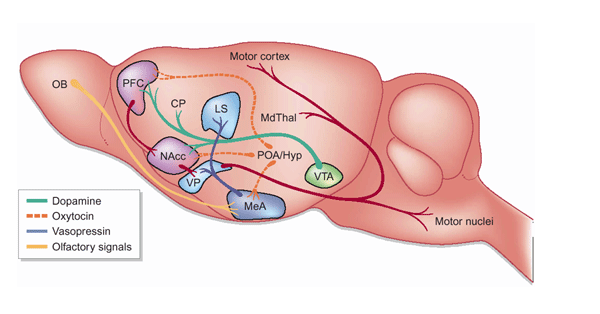 Motor cortex
OB
PFC
CP
LS
MdThal
NAcc
POA/Hyp
VP
VTA
MeA
Motor nuclei
Dopamine
Oxytocin
Vasopressin
Olfactory signals